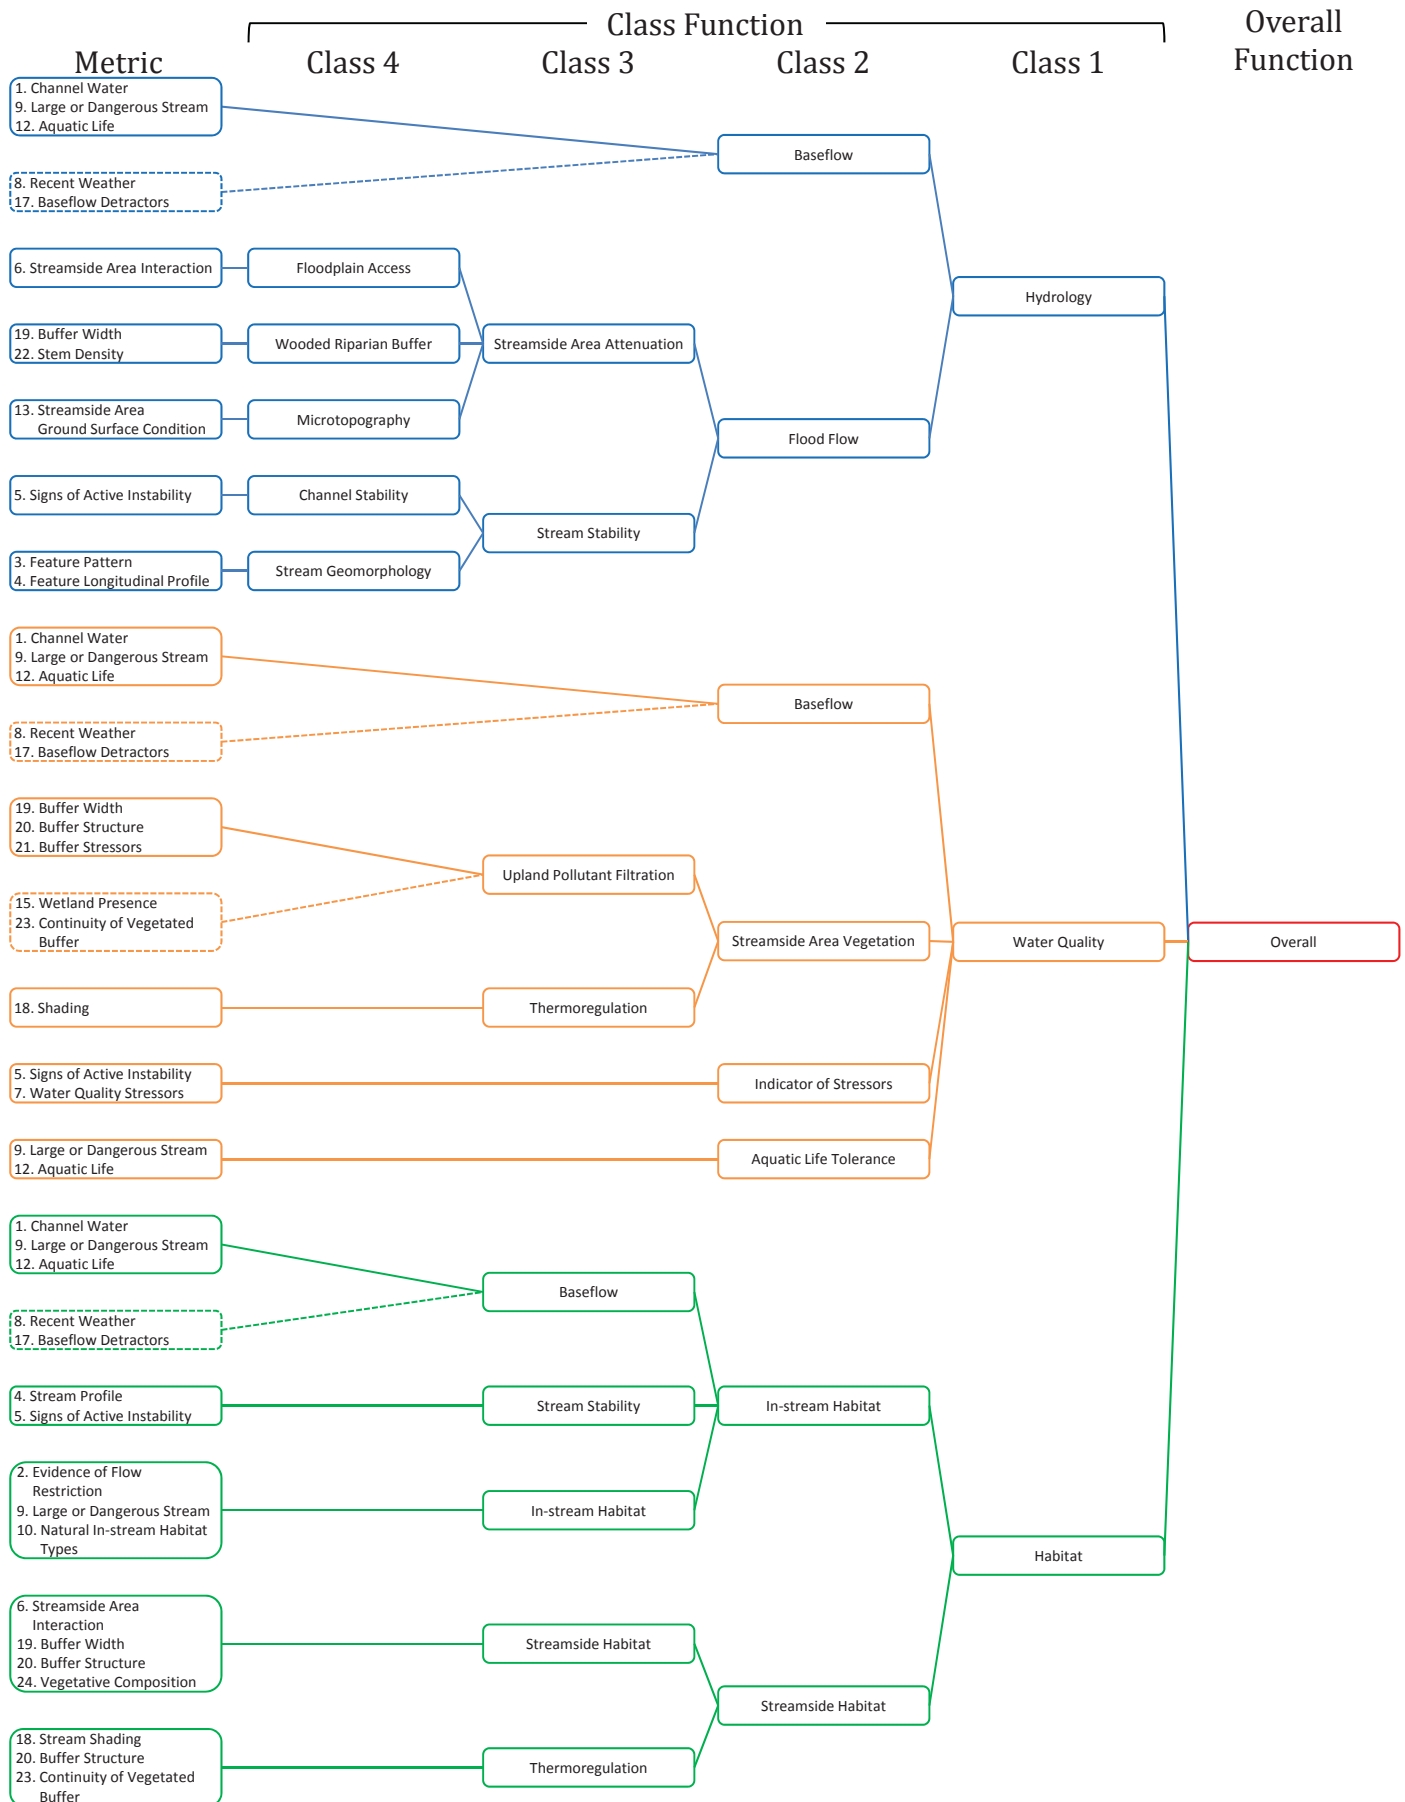 Class Function
Overall
Function
Metric
Class 4
Class 3
Class 2
Class 1
1. Channel Water
9. Large or Dangerous Stream
12. Aquatic Life
Baseflow
8. Recent Weather
17. Baseflow Detractors
6. Streamside Area Interaction
Floodplain Access
Hydrology
19. Buffer Width
22. Stem Density
Wooded Riparian Buffer
Streamside Area Attenuation
13. Streamside Area
Ground Surface Condition
Microtopography
Flood Flow
5. Signs of Active Instability
Channel Stability
Stream Stability
3. Feature Pattern
4. Feature Longitudinal Profile
Stream Geomorphology
1. Channel Water
9. Large or Dangerous Stream
12. Aquatic Life
Baseflow
8. Recent Weather
17. Baseflow Detractors
19. Buffer Width
20. Buffer Structure
21. Buffer Stressors
Upland Pollutant Filtration
15. Wetland Presence
23. Continuity of Vegetated
Buffer
Streamside Area Vegetation
Water Quality
Overall
18. Shading
Thermoregulation
5. Signs of Active Instability
7. Water Quality Stressors
Indicator of Stressors
9. Large or Dangerous Stream
12. Aquatic Life
Aquatic Life Tolerance
1. Channel Water
9. Large or Dangerous Stream
12. Aquatic Life
Baseflow
8. Recent Weather
17. Baseflow Detractors
4. Stream Profile
5. Signs of Active Instability
Stream Stability
In-stream Habitat
2. Evidence of Flow
Restriction
9. Large or Dangerous Stream
10. Natural In-stream Habitat
Types
In-stream Habitat
Habitat
6. Streamside Area
Interaction
19. Buffer Width
20. Buffer Structure
24. Vegetative Composition
Streamside Habitat
Streamside Habitat
18. Stream Shading
20. Buffer Structure
23. Continuity of Vegetated
Buffer
Thermoregulation